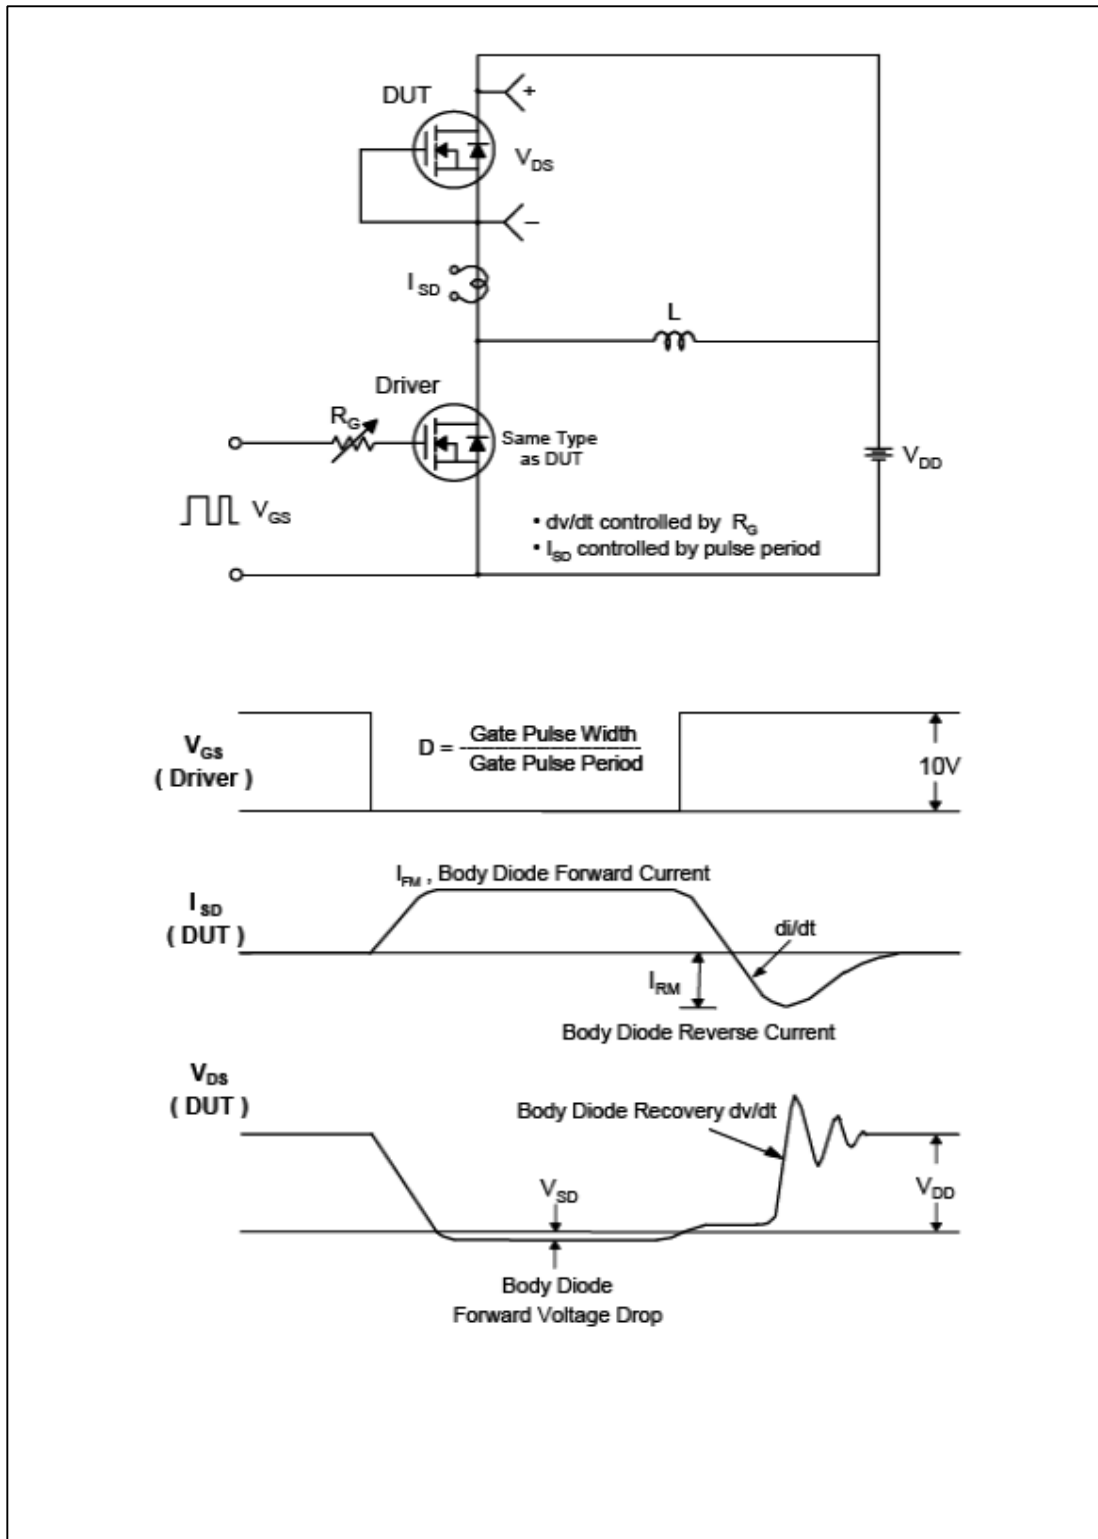 DUT
+
V_DS
–
I_SD
L
Driver
R_G
Same Type
as DUT
V_DD
V_GS
• dv/dt controlled by R_G
• I_SD controlled by pulse period
V_GS
( Driver )
D = Gate Pulse Width
Gate Pulse Period
10V
I_FM , Body Diode Forward Current
I_SD
( DUT )
di/dt
I_RM
Body Diode Reverse Current
V_DS
( DUT )
Body Diode Recovery dv/dt
V_SD
V_DD
Body Diode
Forward Voltage Drop